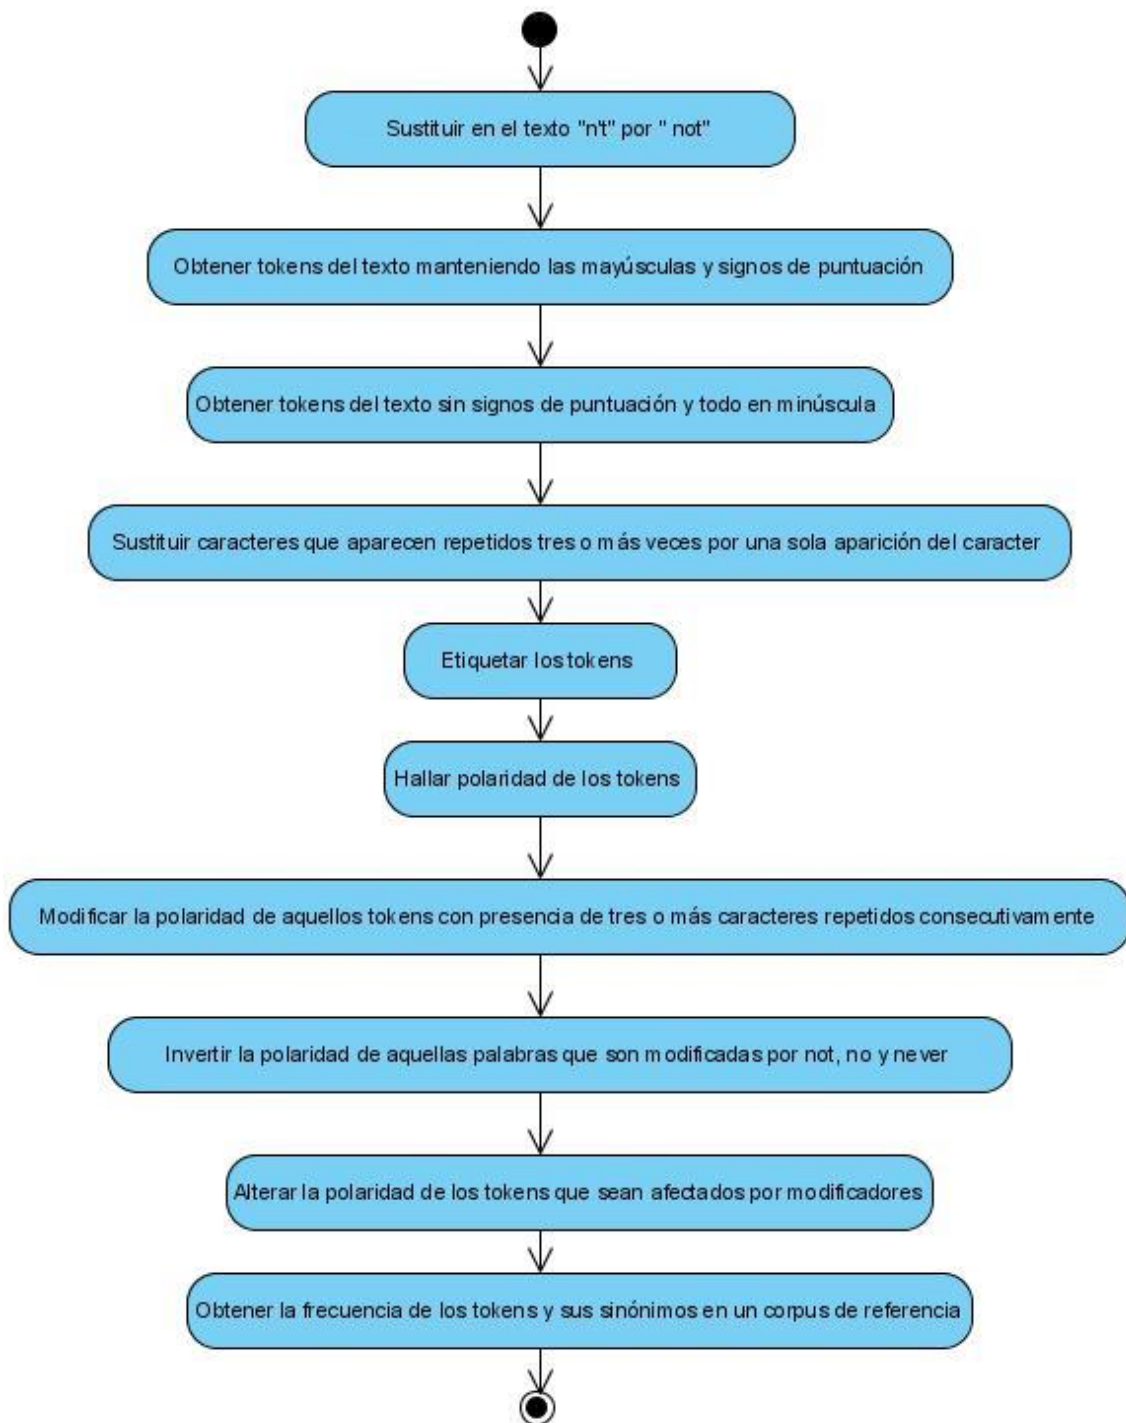 Sustituir en el texto "n't" por " not"
Obtener tokens del texto manteniendo las mayúsculas y signos de puntuación
Obtener tokens del texto sin signos de puntuación y todo en minúscula
Sustituir caracteres que aparecen repetidos tres o más veces por una sola aparición del caracter
Etiquetar los tokens
Hallar polaridad de los tokens
Modificar la polaridad de aquellos tokens con presencia de tres o más caracteres repetidos consecutivamente
Invertir la polaridad de aquellas palabras que son modificadas por not, no y never
Alterar la polaridad de los tokens que sean afectados por modificadores
Obtener la frecuencia de los tokens y sus sinónimos en un corpus de referencia